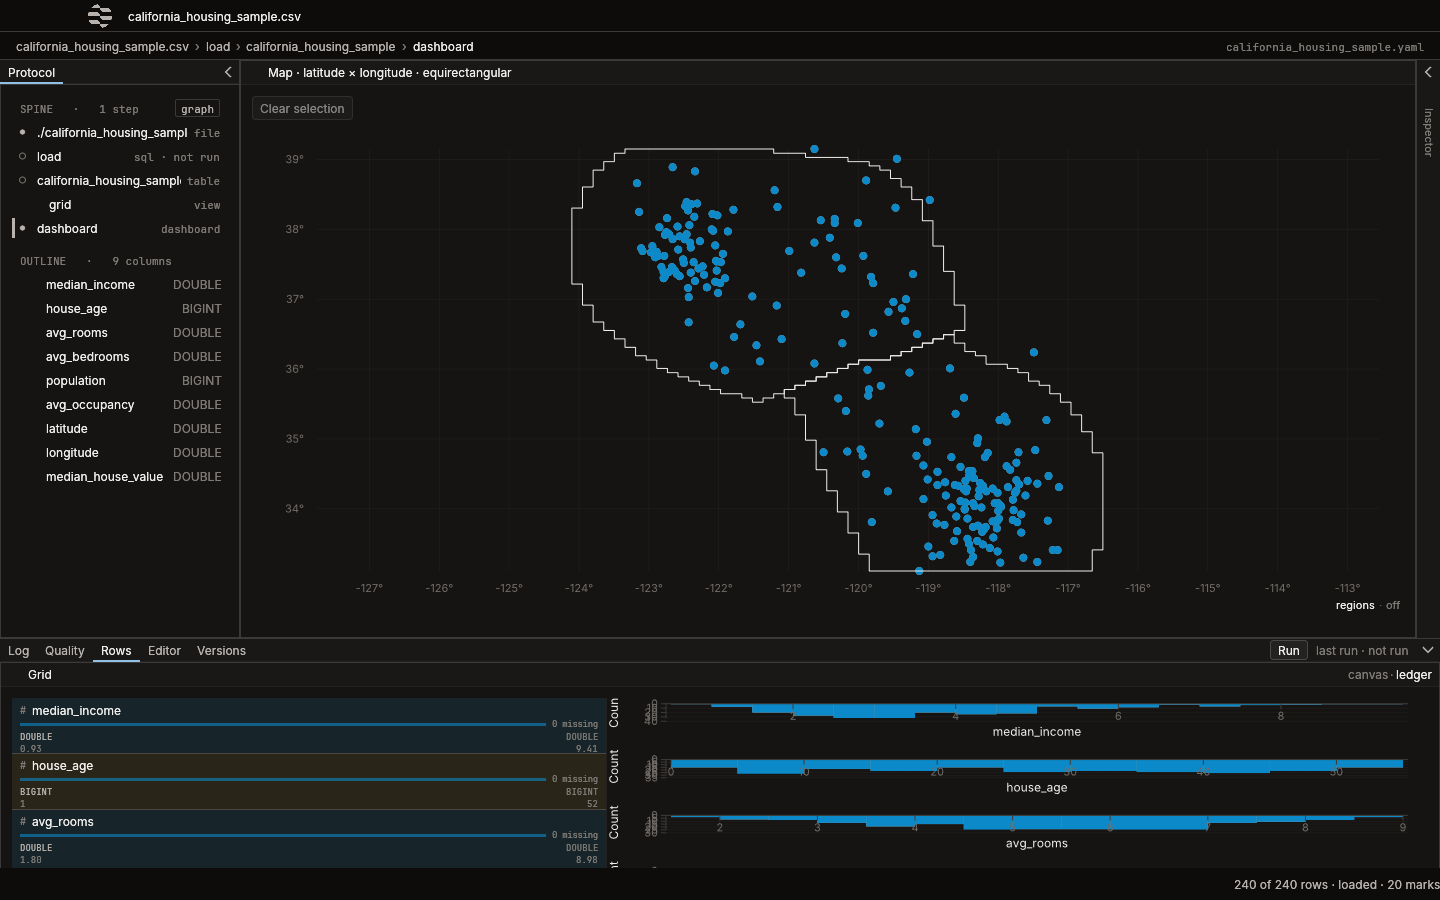 california_housing_sample.csv
california_housing_sample.csv › load › california_housing_sample › dashboard
california_housing_sample.yaml
Protocol
Map · latitude × longitude · equirectangular
Inspector
SPINE · 1 step graph
./california_housing_sampl file
load sql · not run
california_housing_sampl table
grid view
dashboard dashboard
OUTLINE · 9 columns
median_income DOUBLE
house_age BIGINT
avg_rooms DOUBLE
avg_bedrooms DOUBLE
population BIGINT
avg_occupancy DOUBLE
latitude DOUBLE
longitude DOUBLE
median_house_value DOUBLE
Clear selection
39°
38°
37°
36°
35°
34°
-127° -126° -125° -124° -123° -122° -121° -120° -119° -118° -117° -116° -115° -114° -113°
regions · off
Log Quality Rows Editor Versions
Run last run · not run
Grid
canvas · ledger
# median_income
0 missing
DOUBLE DOUBLE
0.93 9.41
Coun
2 4 6 8
median_income
# house_age
0 missing
BIGINT BIGINT
1 52
Count
0 10 20 30 40 50
house_age
# avg_rooms
0 missing
DOUBLE DOUBLE
1.80 8.98
Count
2 3 4 5 6 7 8 9
avg_rooms
240 of 240 rows · loaded · 20 marks